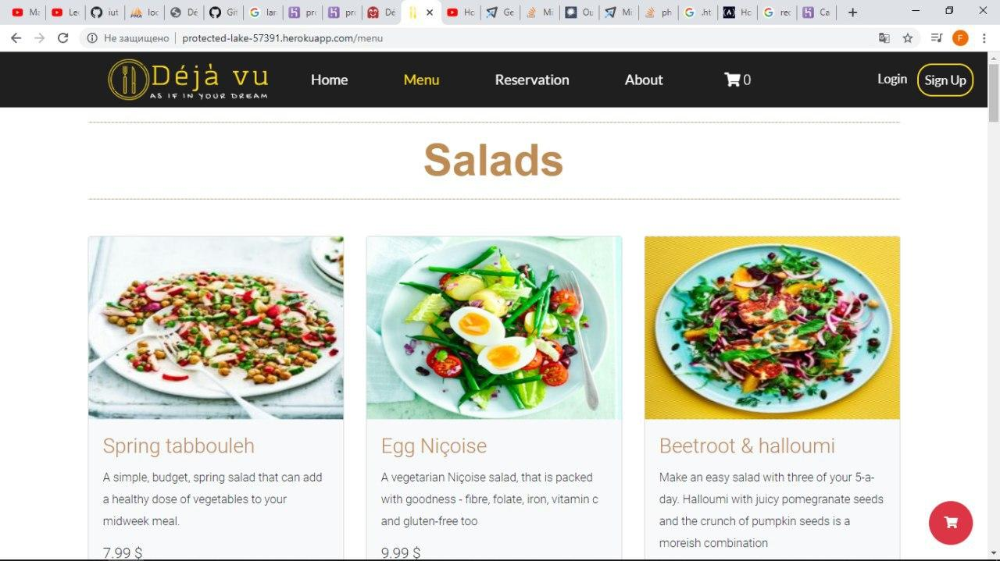 Ма
Le
iut
loc
Dé
Git
lar
pro
pro
Dé
Ho
Ge
Mi
Ou
Mi
ph
.ht
Ho
rec
Ca
Не защищено | protected-lake-57391.herokuapp.com/menu
F
Déjà vu
AS IF IN YOUR DREAM
Home
Menu
Reservation
About
0
Login
Sign Up
Salads
Spring tabbouleh
A simple, budget, spring salad that can add
a healthy dose of vegetables to your
midweek meal.
7.99 $
Egg Niçoise
A vegetarian Niçoise salad, that is packed
with goodness - fibre, folate, iron, vitamin c
and gluten-free too
9.99 $
Beetroot & halloumi
Make an easy salad with three of your 5-a-
day. Halloumi with juicy pomegranate seeds
and the crunch of pumpkin seeds is a
moreish combination